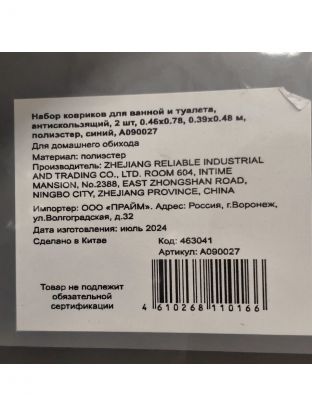 Набор ковриков для ванной и туалета,
антискользящий, 2 шт, 0.46х0.78, 0.39х0.48 м,
полиэстер, синий, А090027
Для домашнего обихода
Материал: полиэстер
Производитель: ZHEJIANG RELIABLE INDUSTRIAL
AND TRADING CO., LTD. ROOM 604, INTIME
MANSION, No.2388, EAST ZHONGSHAN ROAD,
NINGBO CITY, ZHEJIANG PROVINCE, CHINA
Импортер: ООО «ПРАЙМ». Адрес: Россия, г.Воронеж,
ул.Волгоградская, д.32
Дата изготовления: июль 2024
Сделано в Китае Код: 463041
Артикул: А090027
Товар не подлежит
обязательной
сертификации
4 610268 110166